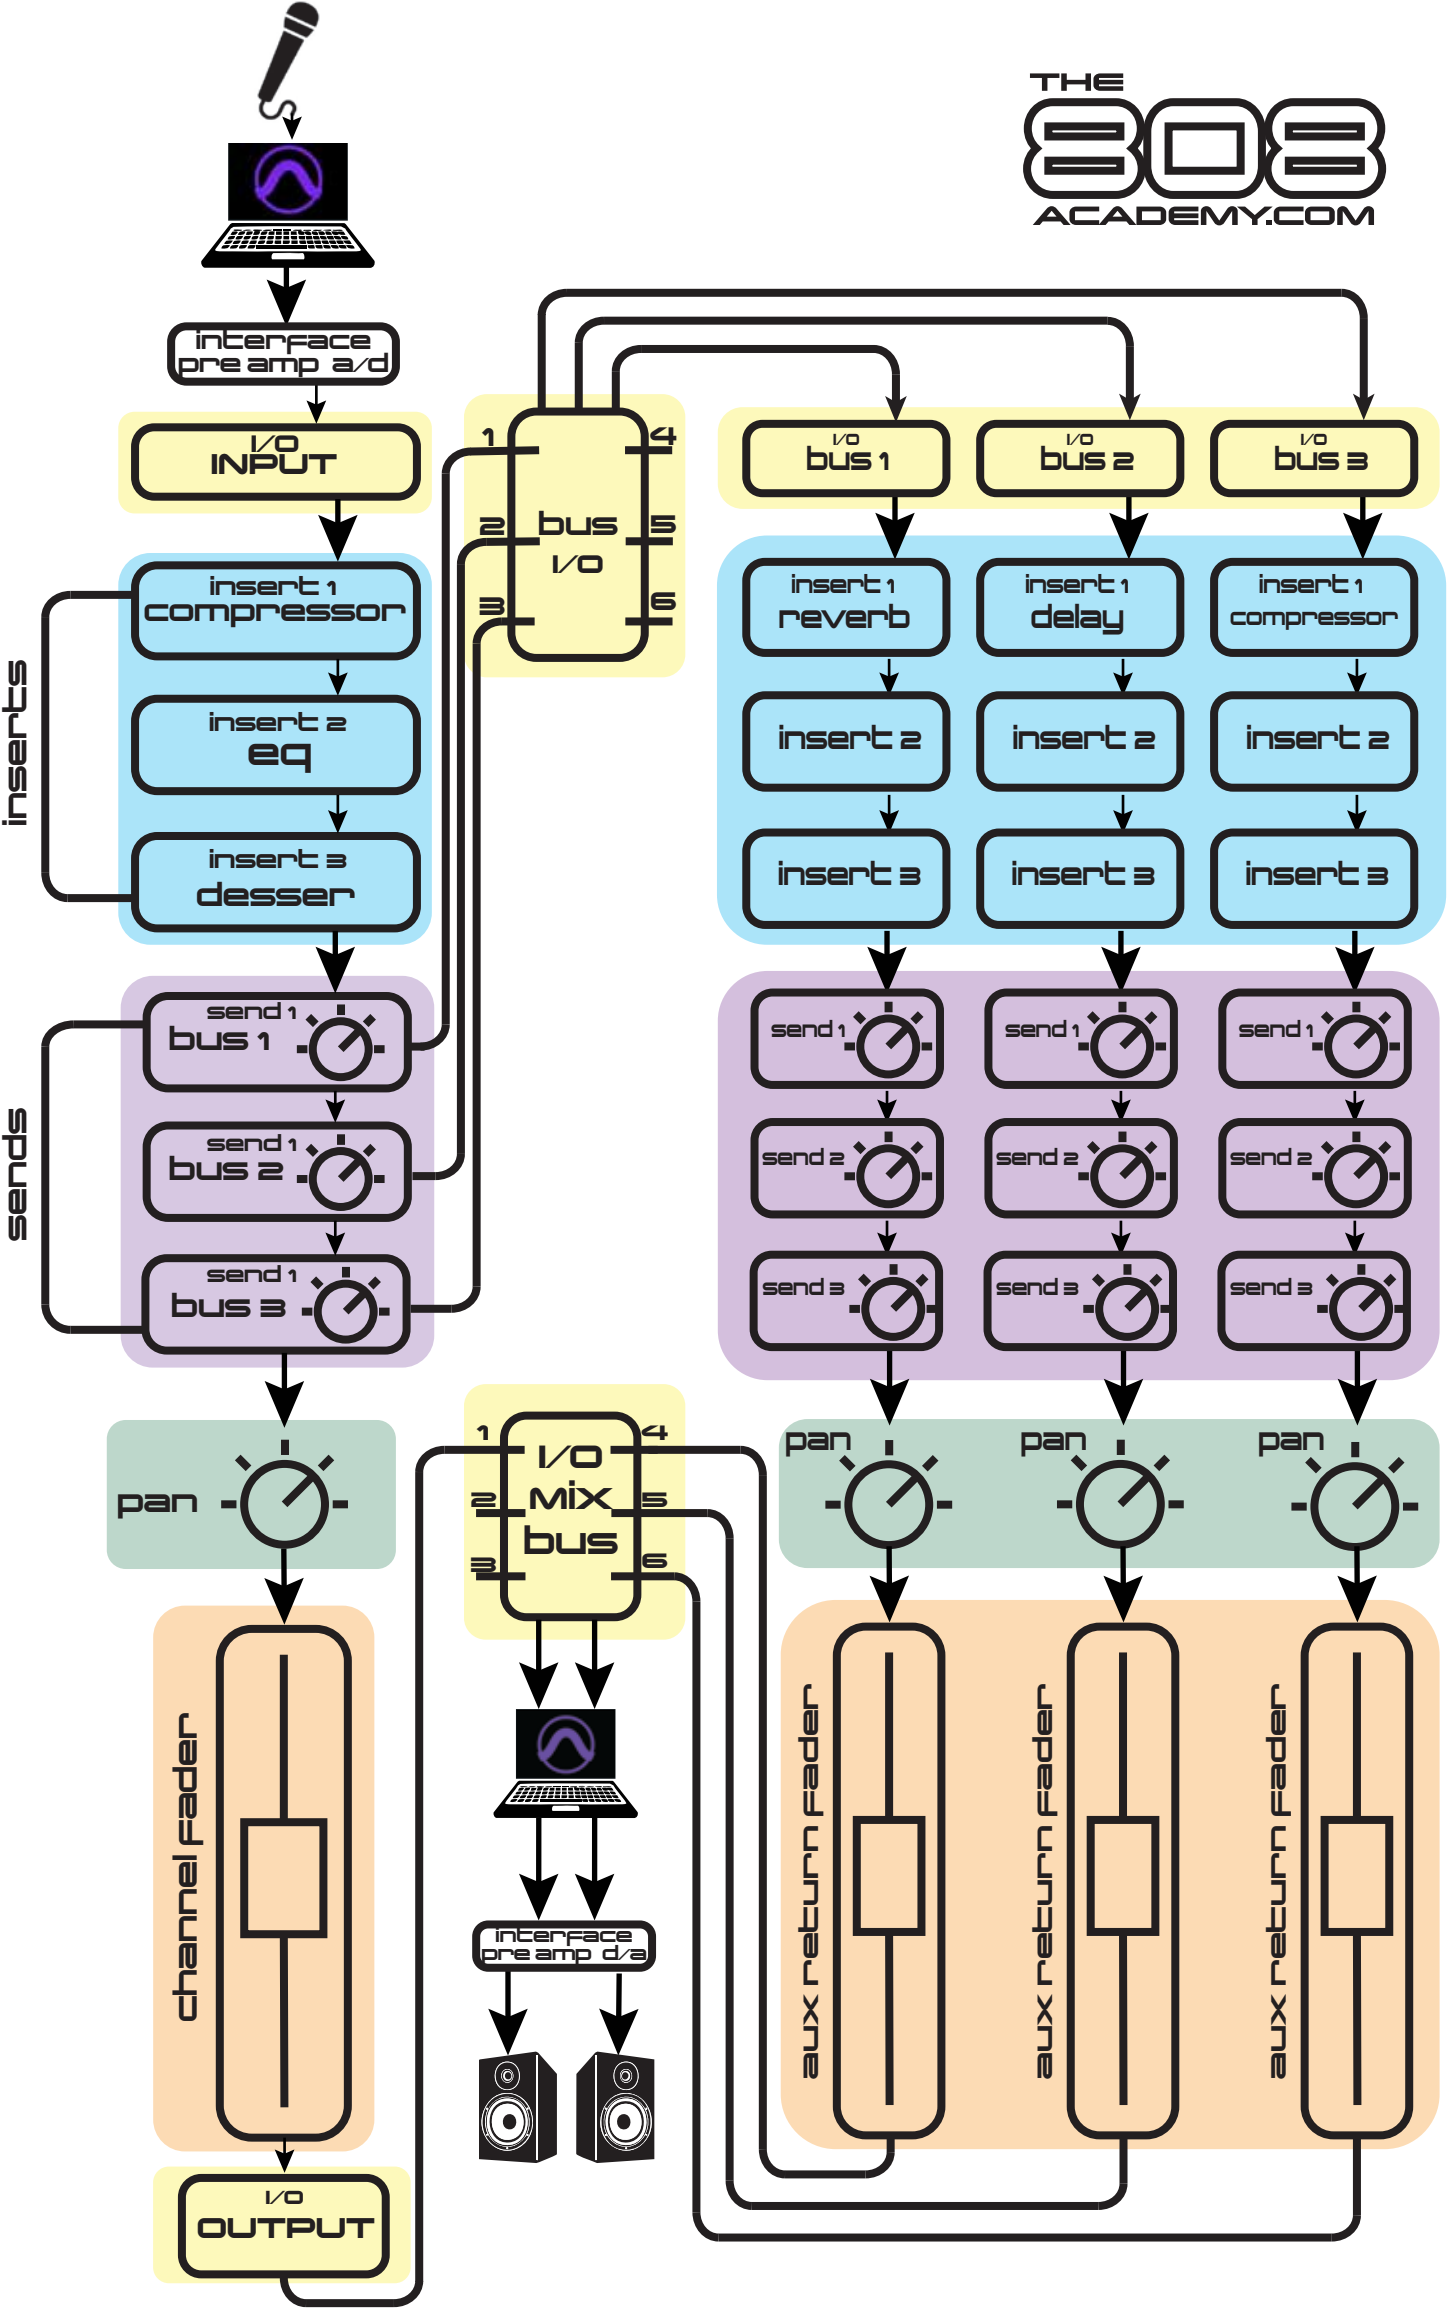 THE
808
ACADEMY.COM
interface
pre amp a/d
I/O
INPUT
inserts
insert 1
compressor
insert 2
eq
insert 3
desser
sends
send 1
bus 1
send 1
bus 2
send 1
bus 3
pan
channel fader
I/O
OUTPUT
1
2
3
bus
I/O
4
5
6
I/O
bus 1
I/O
bus 2
I/O
bus 3
insert 1
reverb
insert 1
delay
insert 1
compressor
insert 2
insert 2
insert 2
insert 3
insert 3
insert 3
send 1
send 1
send 1
send 2
send 2
send 2
send 3
send 3
send 3
1
2
3
I/O
Mix
bus
4
5
6
interface
pre amp d/a
pan
pan
pan
aux return fader
aux return fader
aux return fader